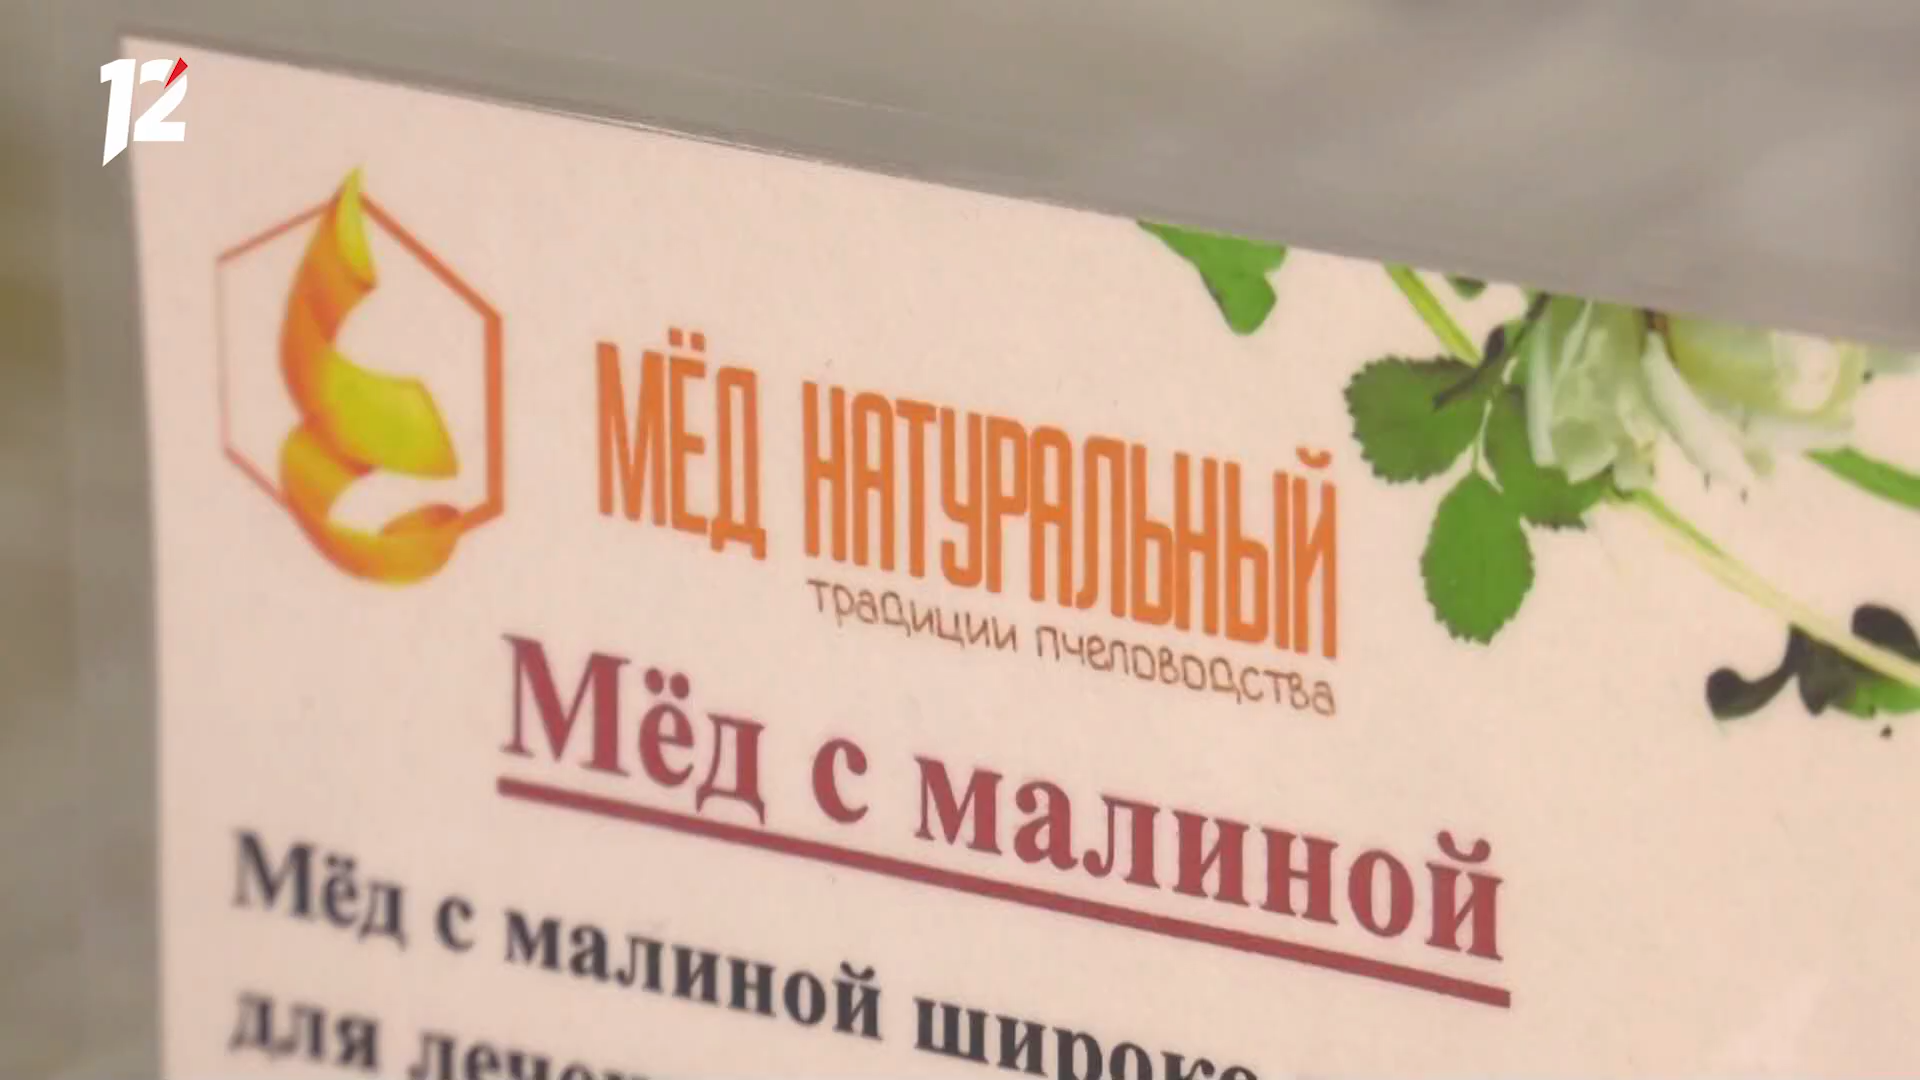 12
МЁД НАТУРАЛЬНЫЙ
традиции пчеловодства
Мёд с малиной
Мёд с малиной широко
для